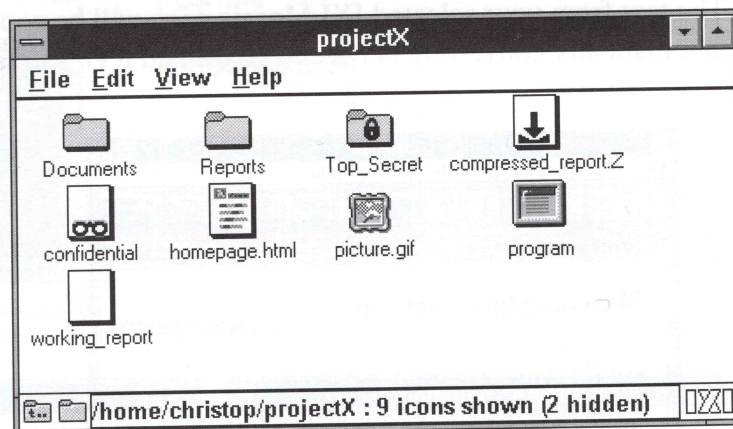 projectX
File Edit View Help
Documents Reports Top_Secret compressed_report.Z
confidential homepage.html picture.gif program
working_report
t.. /home/christop/projectX : 9 icons shown (2 hidden)